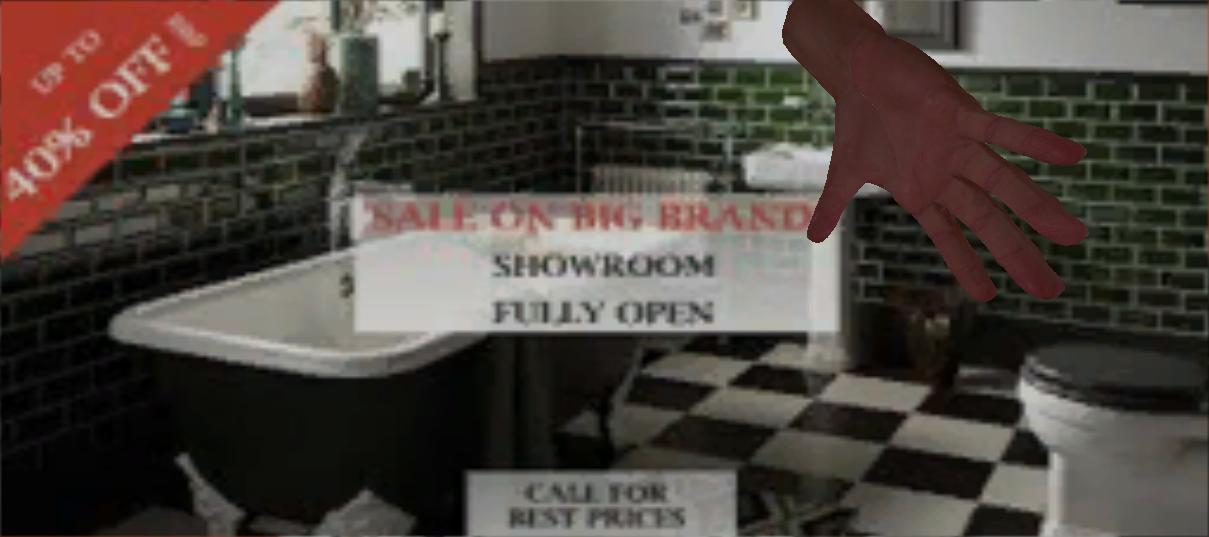 UP TO
40% OFF
SALE ON BIG BRAND
SHOWROOM
FULLY OPEN
CALL FOR
BEST PRICES